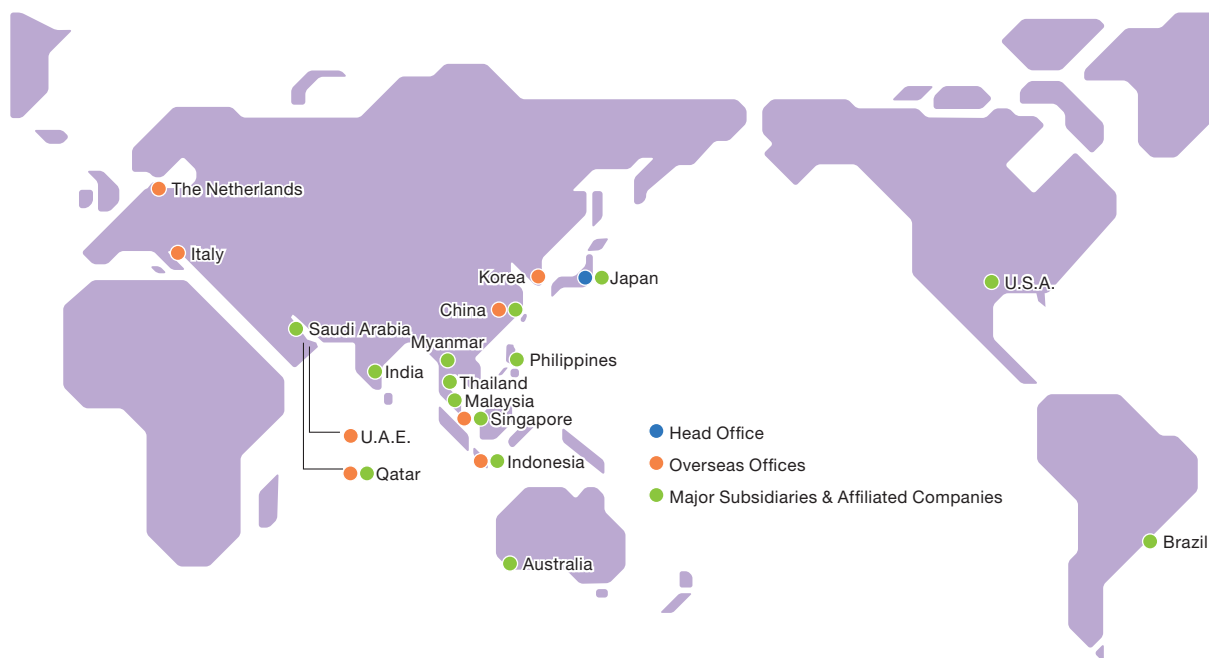 The Netherlands
Italy
Korea
Japan
U.S.A.
China
Saudi Arabia
Myanmar
Philippines
India
Thailand
Malaysia
Singapore
U.A.E.
Head Office
Indonesia
Overseas Offices
Qatar
Major Subsidiaries & Affiliated Companies
Brazil
Australia